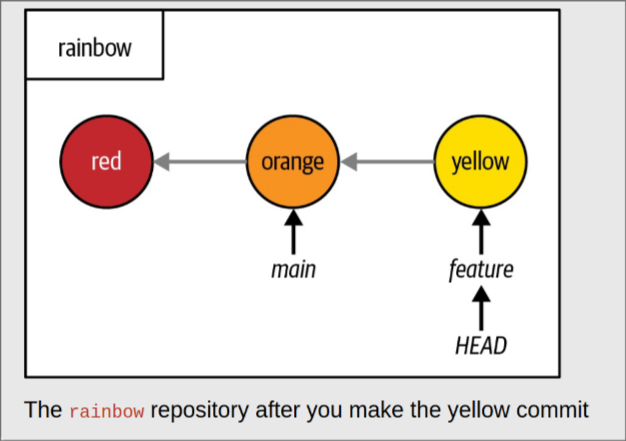 rainbow
red
orange
yellow
main
feature
HEAD
The rainbow repository after you make the yellow commit